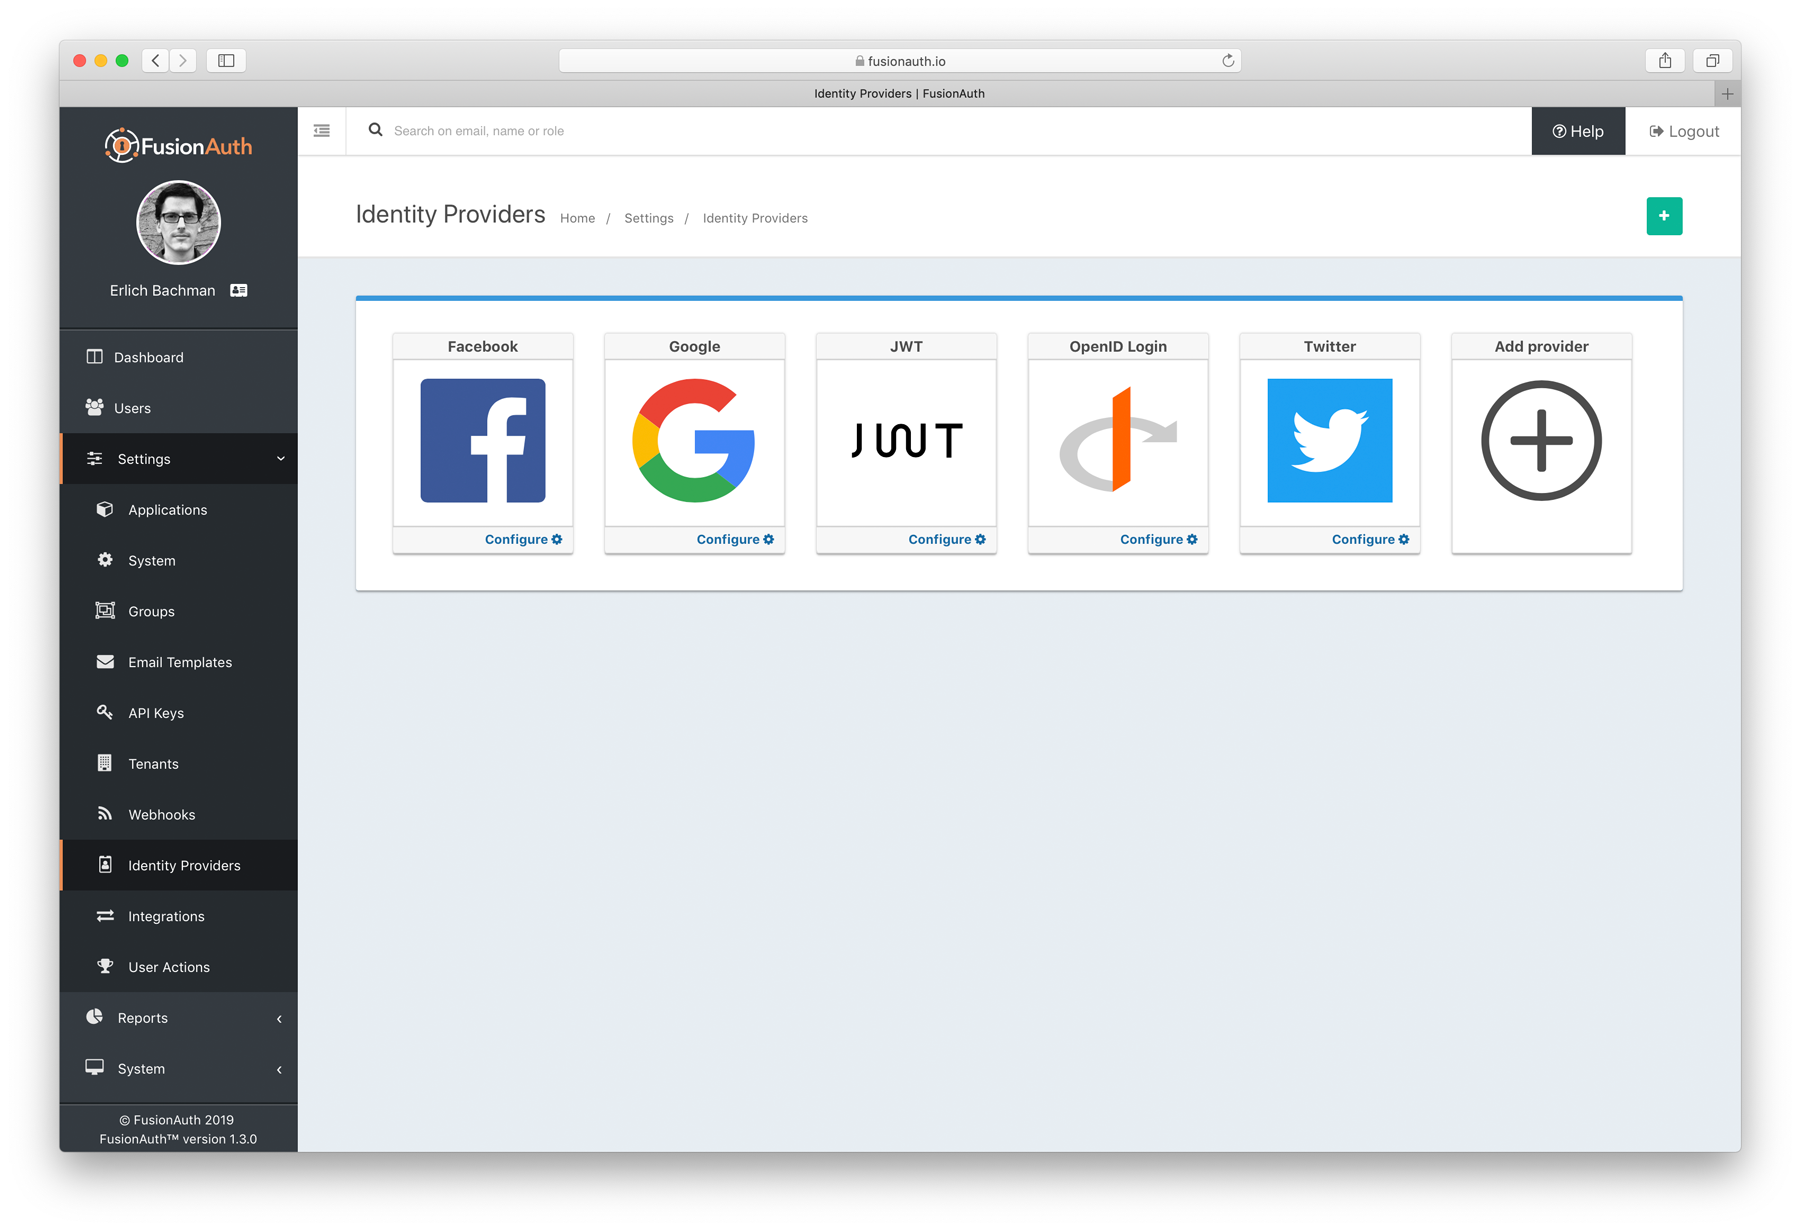 fusionauth.io
Identity Providers | FusionAuth
FusionAuth
Search on email, name or role
Help
Logout
Erlich Bachman
Identity Providers
Home / Settings / Identity Providers
Dashboard
Users
Settings
Applications
System
Groups
Email Templates
API Keys
Tenants
Webhooks
Identity Providers
Integrations
User Actions
Reports
System
© FusionAuth 2019
FusionAuth™ version 1.3.0
Facebook
Configure
Google
Configure
JWT
JWT
Configure
OpenID Login
Configure
Twitter
Configure
Add provider